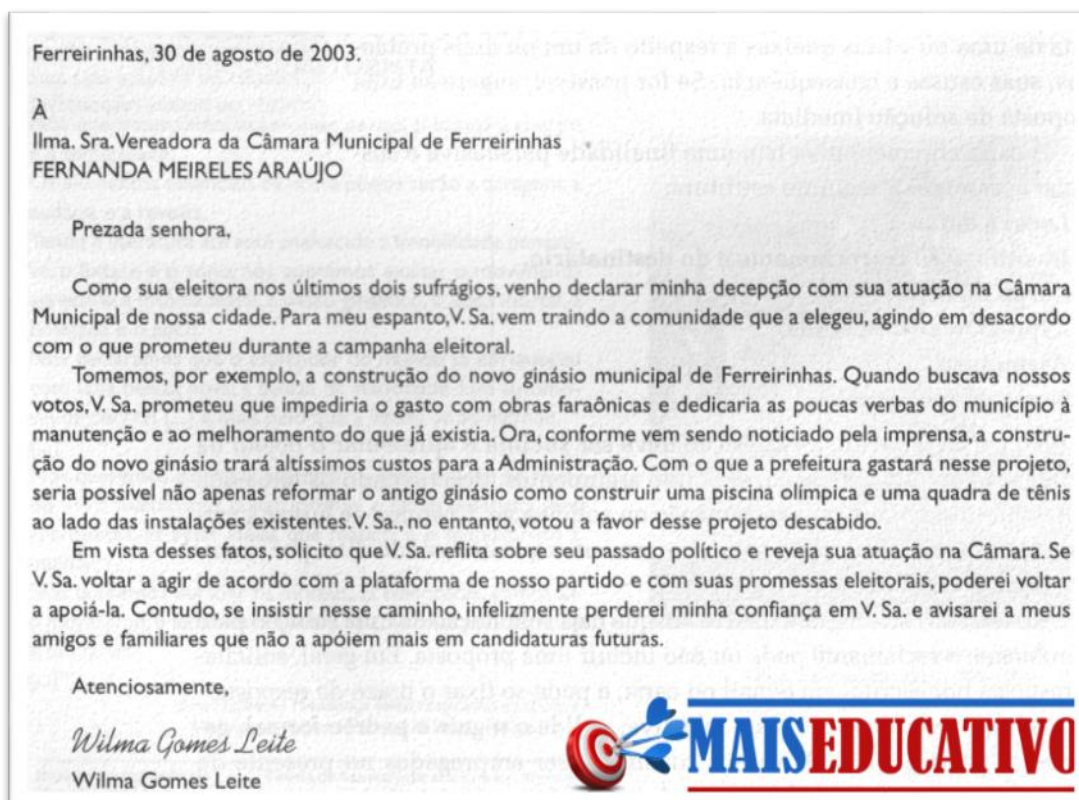 Ferreirinhas, 30 de agosto de 2003.
À
Ilma. Sra. Vereadora da Câmara Municipal de Ferreirinhas
FERNANDA MEIRELES ARAÚJO
Prezada senhora,
Como sua eleitora nos últimos dois sufrágios, venho declarar minha decepção com sua atuação na Câmara
Municipal de nossa cidade. Para meu espanto, V. Sa. vem traindo a comunidade que a elegeu, agindo em desacordo
com o que prometeu durante a campanha eleitoral.
Tomemos, por exemplo, a construção do novo ginásio municipal de Ferreirinhas. Quando buscava nossos
votos, V. Sa. prometeu que impediria o gasto com obras faraônicas e dedicaria as poucas verbas do município à
manutenção e ao melhoramento do que já existia. Ora, conforme vem sendo noticiado pela imprensa, a constru-
ção do novo ginásio trará altíssimos custos para a Administração. Com o que a prefeitura gastará nesse projeto,
seria possível não apenas reformar o antigo ginásio como construir uma piscina olímpica e uma quadra de tênis
ao lado das instalações existentes. V. Sa., no entanto, votou a favor desse projeto descabido.
Em vista desses fatos, solicito que V. Sa. reflita sobre seu passado político e reveja sua atuação na Câmara. Se
V. Sa. voltar a agir de acordo com a plataforma de nosso partido e com suas promessas eleitorais, poderei voltar
a apoiá-la. Contudo, se insistir nesse caminho, infelizmente perderei minha confiança em V. Sa. e avisarei a meus
amigos e familiares que não a apóiem mais em candidaturas futuras.
Atenciosamente,
Wilma Gomes Leite
Wilma Gomes Leite
MAISEDUCATIVO